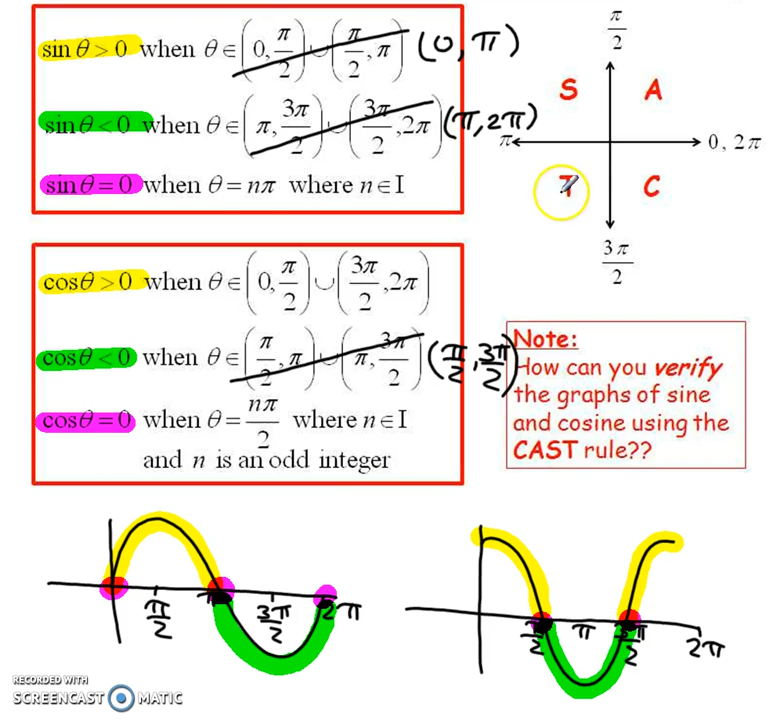 sin θ > 0 when θ ∈ (0, π/2) ∪ (π/2, π) (0, π)
sin θ < 0 when θ ∈ (π, 3π/2) ∪ (3π/2, 2π) (π, 2π)
sin θ = 0 when θ = nπ where n ∈ I
π/2
S A
π 0, 2π
T C
3π/2
cos θ > 0 when θ ∈ (0, π/2) ∪ (3π/2, 2π)
cos θ < 0 when θ ∈ (π/2, π) ∪ (π, 3π/2) (π/2, 3π/2)
cos θ = 0 when θ = nπ/2 where n ∈ I
and n is an odd integer
Note:
How can you verify
the graphs of sine
and cosine using the
CAST rule??
π/2 π 3π/2 2π
π/2 π 3π/2 2π
RECORDED WITH
SCREENCAST MATIC